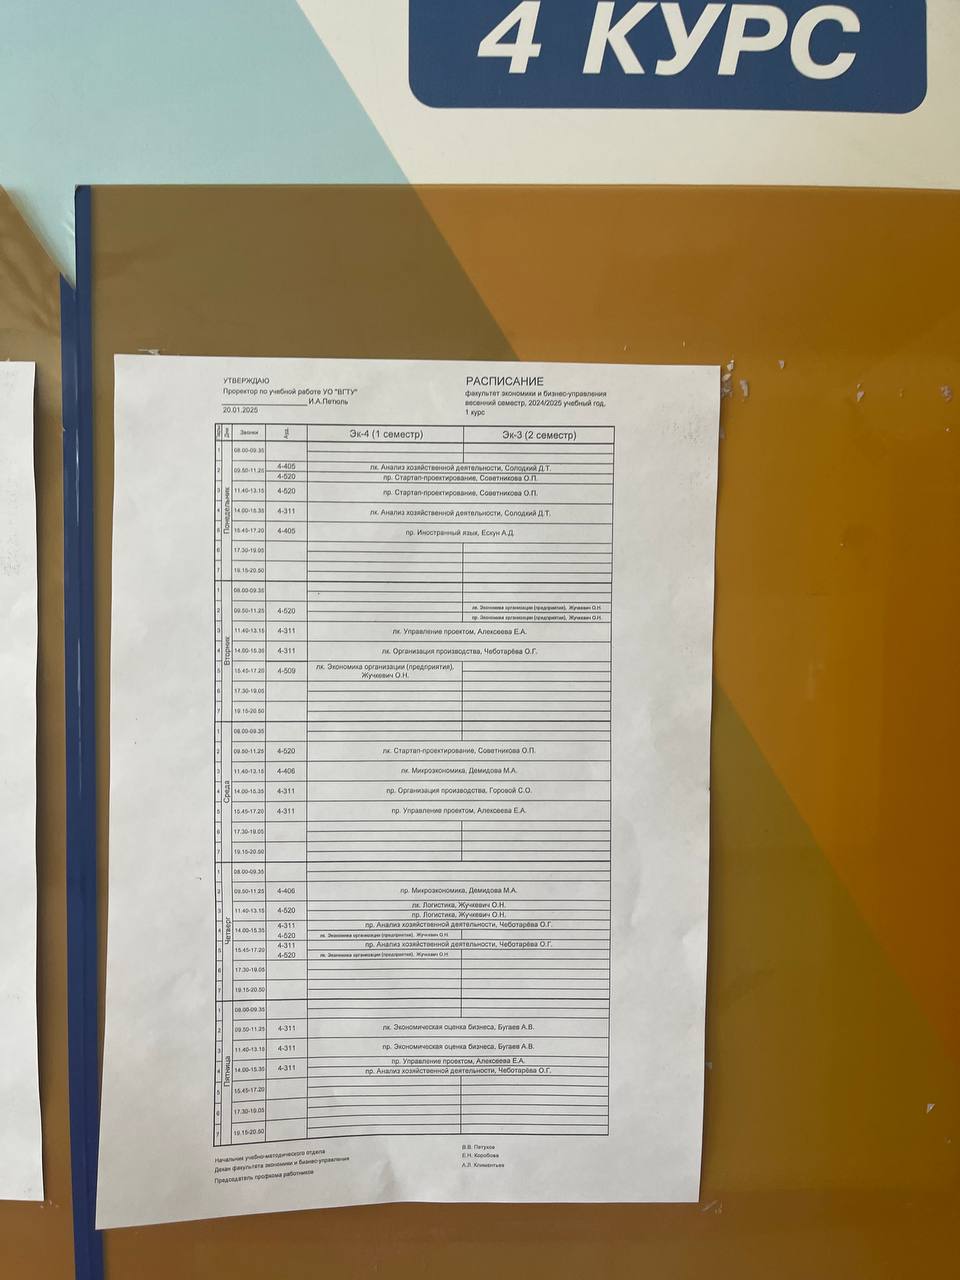 4 КУРС
УТВЕРЖДАЮ
Проректор по учебной работе УО "ВГТУ"
И.А.Петюль
20.01.2025
РАСПИСАНИЕ
факультет экономики и бизнес-управления
весенний семестр, 2024/2025 учебный год,
1 курс
Дни Звонки Ауд. Эк-4 (1 семестр) Эк-3 (2 семестр)
Понедельник
1 08.00-09.35
2 09.50-11.25 4-405 лк. Анализ хозяйственной деятельности, Солодкий Д.Т.
4-520 пр. Стартап-проектирование, Советникова О.П.
3 11.40-13.15 4-520 пр. Стартап-проектирование, Советникова О.П.
4 14.00-15.35 4-311 лк. Анализ хозяйственной деятельности, Солодкий Д.Т.
5 15.45-17.20 4-405 пр. Иностранный язык, Ескун А.Д.
6 17.30-19.05
7 19.15-20.50
Вторник
1 08.00-09.35
2 09.50-11.25 4-520 лк. Экономика организации (предприятия), Жучкевич О.Н.
пр. Экономика организации (предприятия), Жучкевич О.Н.
3 11.40-13.15 4-311 лк. Управление проектом, Алексеева Е.А.
4 14.00-15.35 4-311 лк. Организация производства, Чеботарёва О.Г.
5 15.45-17.20 4-509 лк. Экономика организации (предприятия),
Жучкевич О.Н.
6 17.30-19.05
7 19.15-20.50
Среда
1 08.00-09.35
2 09.50-11.25 4-520 лк. Стартап-проектирование, Советникова О.П.
3 11.40-13.15 4-406 лк. Микроэкономика, Демидова М.А.
4 14.00-15.35 4-311 пр. Организация производства, Горовой С.О.
5 15.45-17.20 4-311 пр. Управление проектом, Алексеева Е.А.
6 17.30-19.05
7 19.15-20.50
Четверг
1 08.00-09.35
2 09.50-11.25 4-406 пр. Микроэкономика, Демидова М.А.
3 11.40-13.15 4-520 лк. Логистика, Жучкевич О.Н.
пр. Логистика, Жучкевич О.Н.
4 14.00-15.35 4-311 пр. Анализ хозяйственной деятельности, Чеботарёва О.Г.
4-520 лк. Экономика организации (предприятия), Жучкевич О.Н.
5 15.45-17.20 4-311 пр. Анализ хозяйственной деятельности, Чеботарёва О.Г.
4-520 лк. Экономика организации (предприятия), Жучкевич О.Н.
6 17.30-19.05
7 19.15-20.50
Пятница
1 08.00-09.35
2 09.50-11.25 4-311 лк. Экономическая оценка бизнеса, Бугаев А.В.
3 11.40-13.15 4-311 пр. Экономическая оценка бизнеса, Бугаев А.В.
4 14.00-15.35 4-311 пр. Управление проектом, Алексеева Е.А.
пр. Анализ хозяйственной деятельности, Чеботарёва О.Г.
5 15.45-17.20
6 17.30-19.05
7 19.15-20.50
Начальник учебно-методического отдела В.В. Петухов
Декан факультета экономики и бизнес-управления Е.Н. Коробова
Председатель профкома работников А.Л. Климентьев